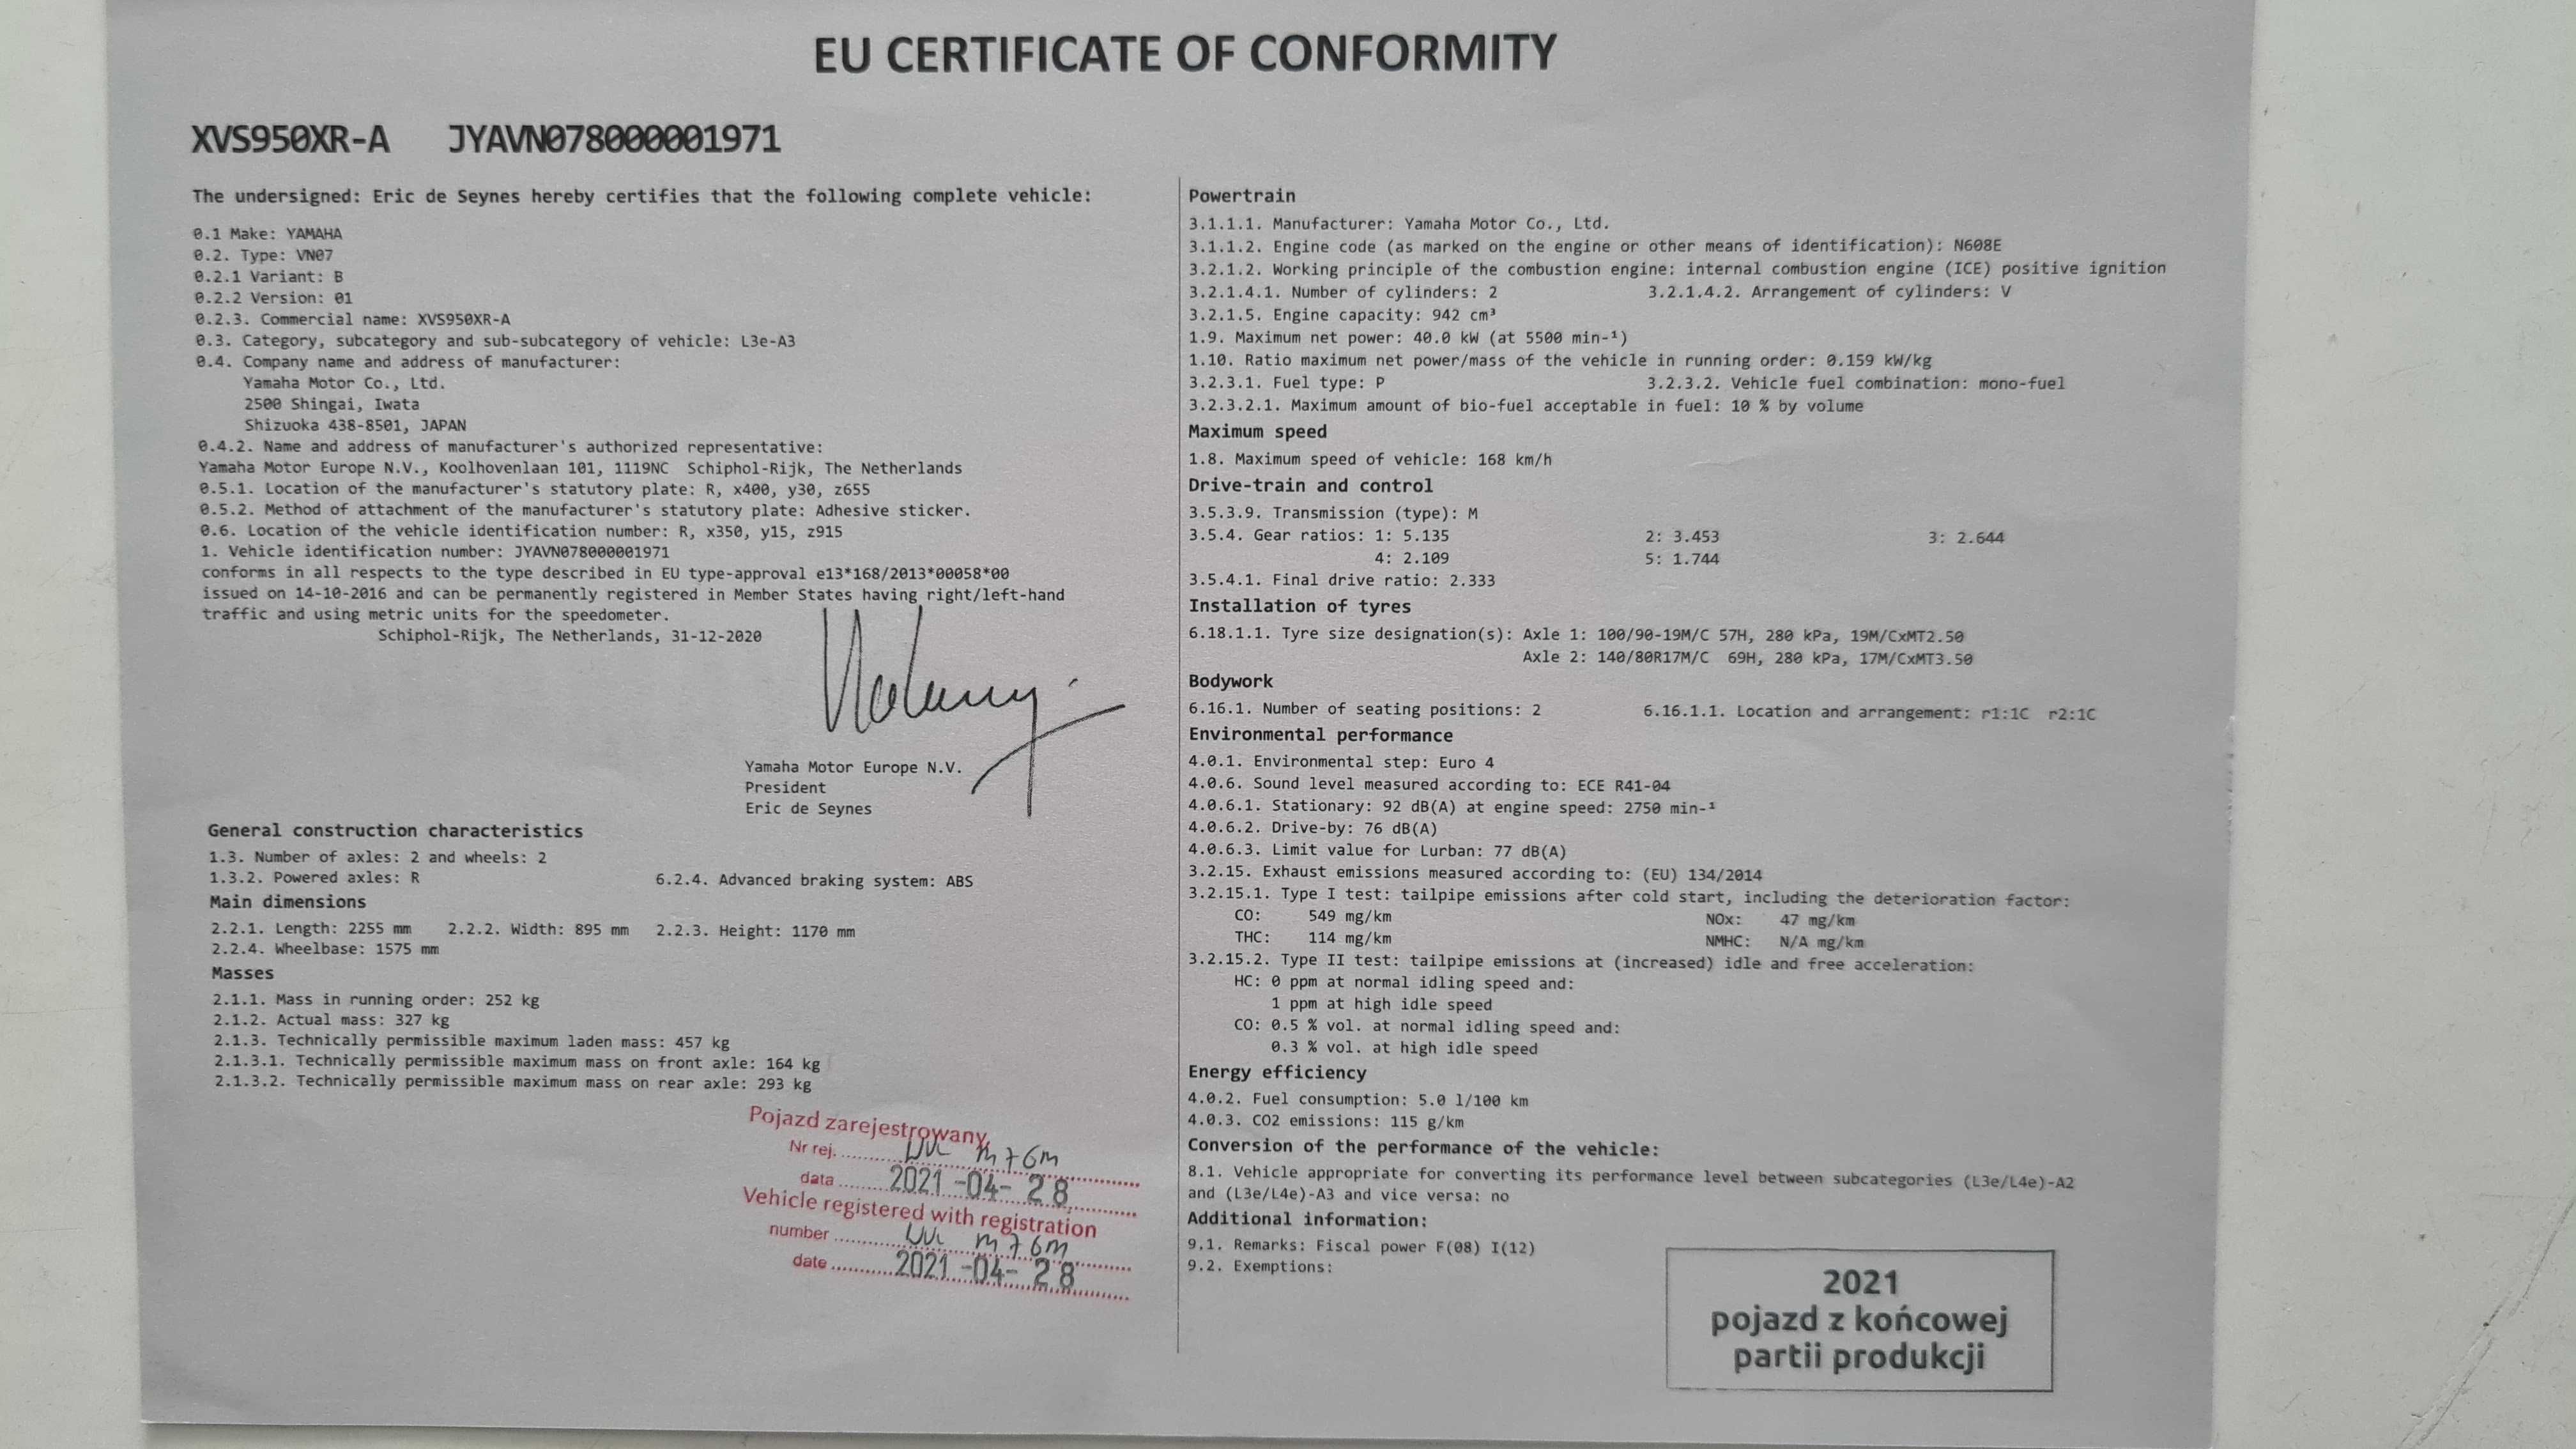 EU CERTIFICATE OF CONFORMITY
XVS950XR-A JYAVN078000001971
The undersigned: Eric de Seynes hereby certifies that the following complete vehicle:
0.1 Make: YAMAHA
0.2. Type: VN07
0.2.1 Variant: B
0.2.2 Version: 01
0.2.3. Commercial name: XVS950XR-A
0.3. Category, subcategory and sub-subcategory of vehicle: L3e-A3
0.4. Company name and address of manufacturer:
Yamaha Motor Co., Ltd.
2500 Shingai, Iwata
Shizuoka 438-8501, JAPAN
0.4.2. Name and address of manufacturer's authorized representative:
Yamaha Motor Europe N.V., Koolhovenlaan 101, 1119NC Schiphol-Rijk, The Netherlands
0.5.1. Location of the manufacturer's statutory plate: R, x400, y30, z655
0.5.2. Method of attachment of the manufacturer's statutory plate: Adhesive sticker.
0.6. Location of the vehicle identification number: R, x350, y15, z915
1. Vehicle identification number: JYAVN078000001971
conforms in all respects to the type described in EU type-approval e13*168/2013*00058*00
issued on 14-10-2016 and can be permanently registered in Member States having right/left-hand
traffic and using metric units for the speedometer.
Schiphol-Rijk, The Netherlands, 31-12-2020
Yamaha Motor Europe N.V.
President
Eric de Seynes
General construction characteristics
1.3. Number of axles: 2 and wheels: 2
1.3.2. Powered axles: R 6.2.4. Advanced braking system: ABS
Main dimensions
2.2.1. Length: 2255 mm 2.2.2. Width: 895 mm 2.2.3. Height: 1170 mm
2.2.4. Wheelbase: 1575 mm
Masses
2.1.1. Mass in running order: 252 kg
2.1.2. Actual mass: 327 kg
2.1.3. Technically permissible maximum laden mass: 457 kg
2.1.3.1. Technically permissible maximum mass on front axle: 164 kg
2.1.3.2. Technically permissible maximum mass on rear axle: 293 kg
Pojazd zarejestrowany
Nr rej. M76M
data 2021-04-28
Vehicle registered with registration
number M76M
date 2021-04-28
Powertrain
3.1.1.1. Manufacturer: Yamaha Motor Co., Ltd.
3.1.1.2. Engine code (as marked on the engine or other means of identification): N608E
3.2.1.2. Working principle of the combustion engine: internal combustion engine (ICE) positive ignition
3.2.1.4.1. Number of cylinders: 2 3.2.1.4.2. Arrangement of cylinders: V
3.2.1.5. Engine capacity: 942 cm³
1.9. Maximum net power: 40.0 kW (at 5500 min-¹)
1.10. Ratio maximum net power/mass of the vehicle in running order: 0.159 kW/kg
3.2.3.1. Fuel type: P 3.2.3.2. Vehicle fuel combination: mono-fuel
3.2.3.2.1. Maximum amount of bio-fuel acceptable in fuel: 10 % by volume
Maximum speed
1.8. Maximum speed of vehicle: 168 km/h
Drive-train and control
3.5.3.9. Transmission (type): M
3.5.4. Gear ratios: 1: 5.135 2: 3.453 3: 2.644
4: 2.109 5: 1.744
3.5.4.1. Final drive ratio: 2.333
Installation of tyres
6.18.1.1. Tyre size designation(s): Axle 1: 100/90-19M/C 57H, 280 kPa, 19M/CxMT2.50
Axle 2: 140/80R17M/C 69H, 280 kPa, 17M/CxMT3.50
Bodywork
6.16.1. Number of seating positions: 2 6.16.1.1. Location and arrangement: r1:1C r2:1C
Environmental performance
4.0.1. Environmental step: Euro 4
4.0.6. Sound level measured according to: ECE R41-04
4.0.6.1. Stationary: 92 dB(A) at engine speed: 2750 min-¹
4.0.6.2. Drive-by: 76 dB(A)
4.0.6.3. Limit value for Lurban: 77 dB(A)
3.2.15. Exhaust emissions measured according to: (EU) 134/2014
3.2.15.1. Type I test: tailpipe emissions after cold start, including the deterioration factor:
CO: 549 mg/km NOx: 47 mg/km
THC: 114 mg/km NMHC: N/A mg/km
3.2.15.2. Type II test: tailpipe emissions at (increased) idle and free acceleration:
HC: 0 ppm at normal idling speed and:
1 ppm at high idle speed
CO: 0.5 % vol. at normal idling speed and:
0.3 % vol. at high idle speed
Energy efficiency
4.0.2. Fuel consumption: 5.0 l/100 km
4.0.3. CO2 emissions: 115 g/km
Conversion of the performance of the vehicle:
8.1. Vehicle appropriate for converting its performance level between subcategories (L3e/L4e)-A2
and (L3e/L4e)-A3 and vice versa: no
Additional information:
9.1. Remarks: Fiscal power F(08) I(12)
9.2. Exemptions:
2021
pojazd z końcowej
partii produkcji